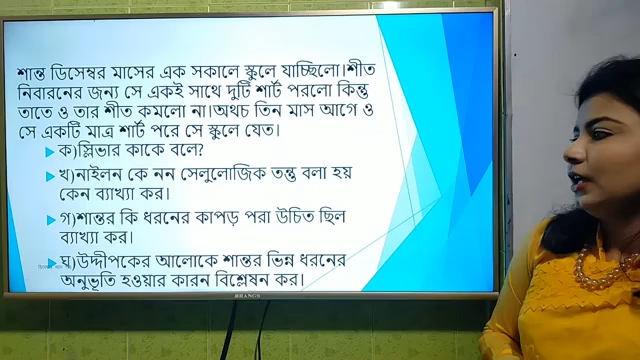 শান্ত ডিসেম্বর মাসের এক সকালে স্কুলে যাচ্ছিলো।শীত
নিবারনের জন্য সে একই সাথে দুটি শার্ট পরলো কিন্তু
তাতে ও তার শীত কমলো না।অথচ তিন মাস আগে ও
সে একটি মাত্র শার্ট পরে সে স্কুলে যেত।
ক)স্লিভার কাকে বলে?
খ)নাইলন কে নন সেলুলোজিক তন্তু বলা হয়
কেন ব্যাখ্যা কর।
গ)শান্তর কি ধরনের কাপড় পরা উচিত ছিল
ব্যাখ্যা কর।
ঘ)উদ্দীপকের আলোকে শান্তর ভিন্ন ধরনের
অনুভূতি হওয়ার কারন বিশ্লেষন কর।